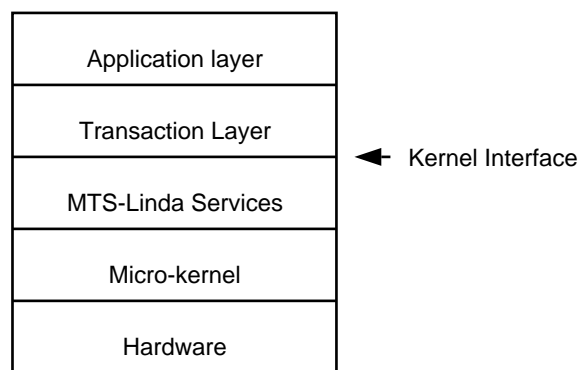 Application layer
Transaction Layer
Kernel Interface
MTS-Linda Services
Micro-kernel
Hardware